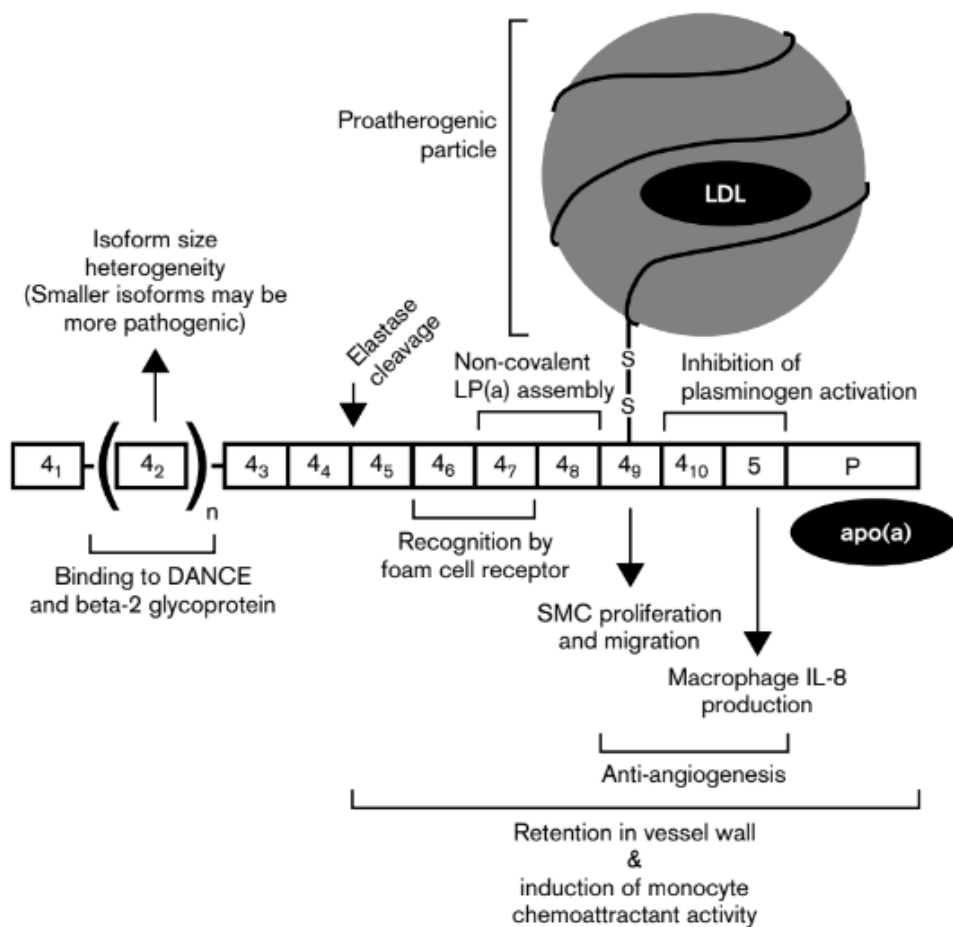 Proatherogenic
particle
LDL
Isoform size
heterogeneity
(Smaller isoforms may be
more pathogenic)
Elastase
cleavage
Non-covalent
LP(a) assembly
S
S
Inhibition of
plasminogen activation
4₁ (4₂)n 4₃ 4₄ 4₅ 4₆ 4₇ 4₈ 4₉ 4₁₀ 5 P
apo(a)
Binding to DANCE
and beta-2 glycoprotein
Recognition by
foam cell receptor
SMC proliferation
and migration
Macrophage IL-8
production
Anti-angiogenesis
Retention in vessel wall
&
induction of monocyte
chemoattractant activity